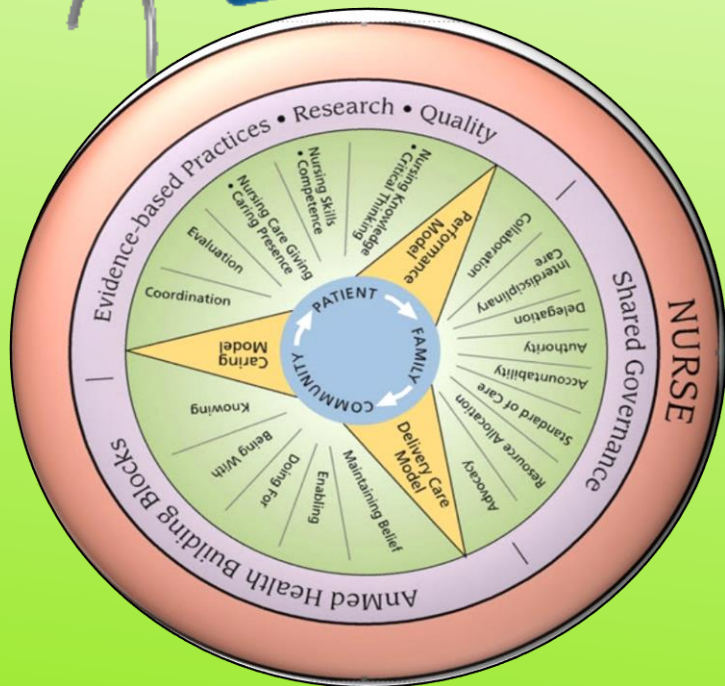 NURSE
Evidence-based Practices • Research • Quality
Shared Governance
AnMed Health Building Blocks
PATIENT
FAMILY
COMMUNITY
Performance
Model
Delivery Care
Model
Caring
Model
Collaboration
Interdisciplinary
Care
Delegation
Authority
Accountability
Standard of Care
Resource Allocation
Advocacy
Maintaining Belief
Enabling
Doing For
Being With
Knowing
Coordination
Evaluation
Nursing Care Giving
• Caring Presence
Nursing Skills
• Competence
Nursing Knowledge
• Critical Thinking